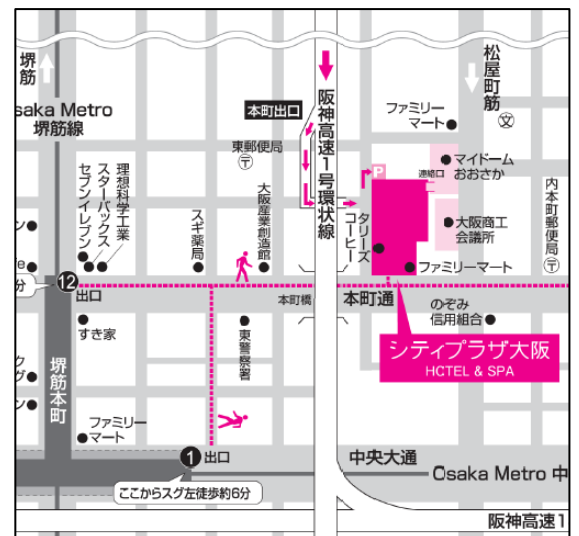 堺筋
松屋町筋
阪神高速1号環状線
本町出口
ファミリー
マート
saka Metro
堺筋線
東郵便局
〒
文
P
連絡口
マイドーム
おおさか
理想科学工業
スターバックス
セブンイレブン
スギ薬局
大阪産業創造館
タリーズ
コーヒー
大阪商工
会議所
内本町郵便局
〒
ン
fe
分
12
出口
本町橋
本町通
ファミリーマート
のぞみ
信用組合
すき家
東警察署
シティプラザ大阪
HOTEL & SPA
堺筋本町
ク
グ
ン
ファミリー
マート
1
出口
ここからスグ左徒歩約6分
中央大通
Osaka Metro 中
阪神高速1